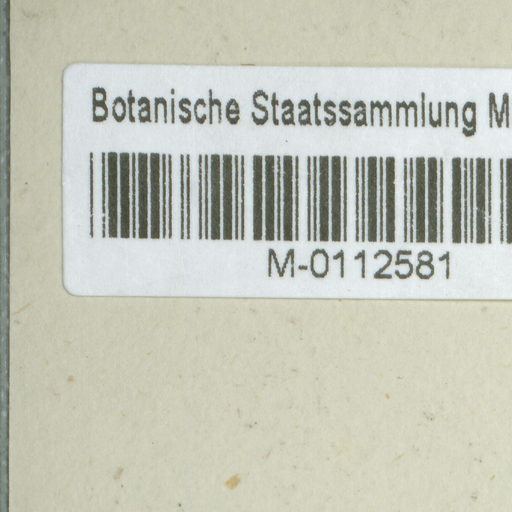 Botanische Staatssammlung M
M-0112581